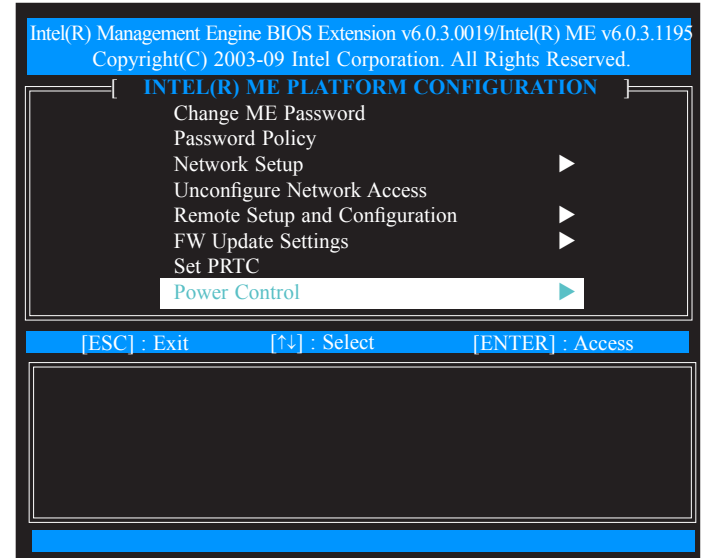 Intel(R) Management Engine BIOS Extension v6.0.3.0019/Intel(R) ME v6.0.3.1195
Copyright(C) 2003-09 Intel Corporation. All Rights Reserved.
[ INTEL(R) ME PLATFORM CONFIGURATION ]
Change ME Password
Password Policy
Network Setup ▶
Unconfigure Network Access
Remote Setup and Configuration ▶
FW Update Settings ▶
Set PRTC
Power Control ▶
[ESC] : Exit [↑↓] : Select [ENTER] : Access